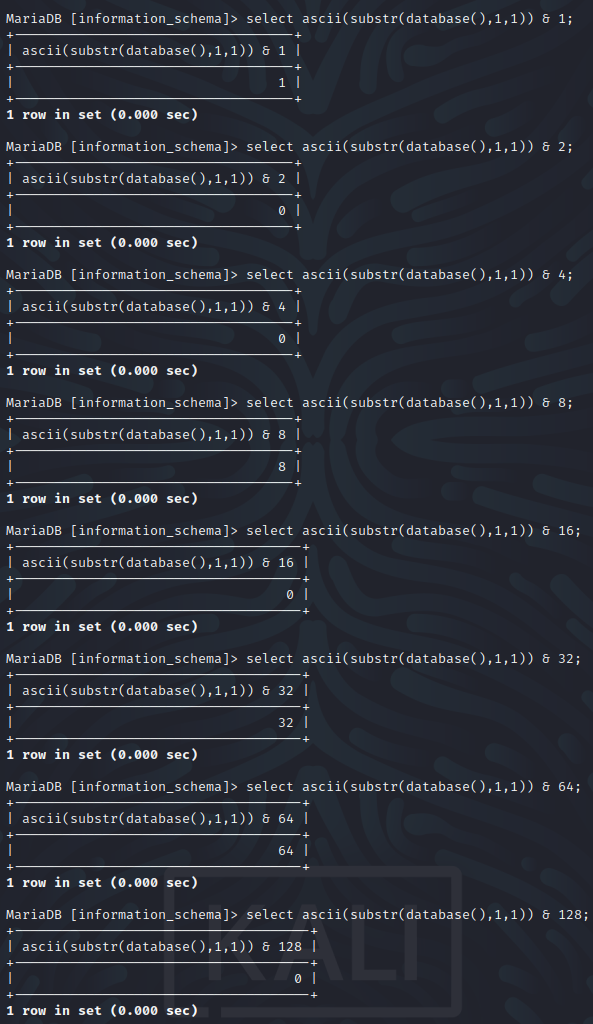 MariaDB [information_schema]> select ascii(substr(database(),1,1)) & 1;
+-----------------------------------+
| ascii(substr(database(),1,1)) & 1 |
+-----------------------------------+
|                                 1 |
+-----------------------------------+
1 row in set (0.000 sec)
MariaDB [information_schema]> select ascii(substr(database(),1,1)) & 2;
+-----------------------------------+
| ascii(substr(database(),1,1)) & 2 |
+-----------------------------------+
|                                 0 |
+-----------------------------------+
1 row in set (0.000 sec)
MariaDB [information_schema]> select ascii(substr(database(),1,1)) & 4;
+-----------------------------------+
| ascii(substr(database(),1,1)) & 4 |
+-----------------------------------+
|                                 0 |
+-----------------------------------+
1 row in set (0.000 sec)
MariaDB [information_schema]> select ascii(substr(database(),1,1)) & 8;
+-----------------------------------+
| ascii(substr(database(),1,1)) & 8 |
+-----------------------------------+
|                                 8 |
+-----------------------------------+
1 row in set (0.000 sec)
MariaDB [information_schema]> select ascii(substr(database(),1,1)) & 16;
+------------------------------------+
| ascii(substr(database(),1,1)) & 16 |
+------------------------------------+
|                                  0 |
+------------------------------------+
1 row in set (0.000 sec)
MariaDB [information_schema]> select ascii(substr(database(),1,1)) & 32;
+------------------------------------+
| ascii(substr(database(),1,1)) & 32 |
+------------------------------------+
|                                 32 |
+------------------------------------+
1 row in set (0.000 sec)
MariaDB [information_schema]> select ascii(substr(database(),1,1)) & 64;
+------------------------------------+
| ascii(substr(database(),1,1)) & 64 |
+------------------------------------+
|                                 64 |
+------------------------------------+
1 row in set (0.000 sec)
MariaDB [information_schema]> select ascii(substr(database(),1,1)) & 128;
+-------------------------------------+
| ascii(substr(database(),1,1)) & 128 |
+-------------------------------------+
|                                   0 |
+-------------------------------------+
1 row in set (0.000 sec)
KALI